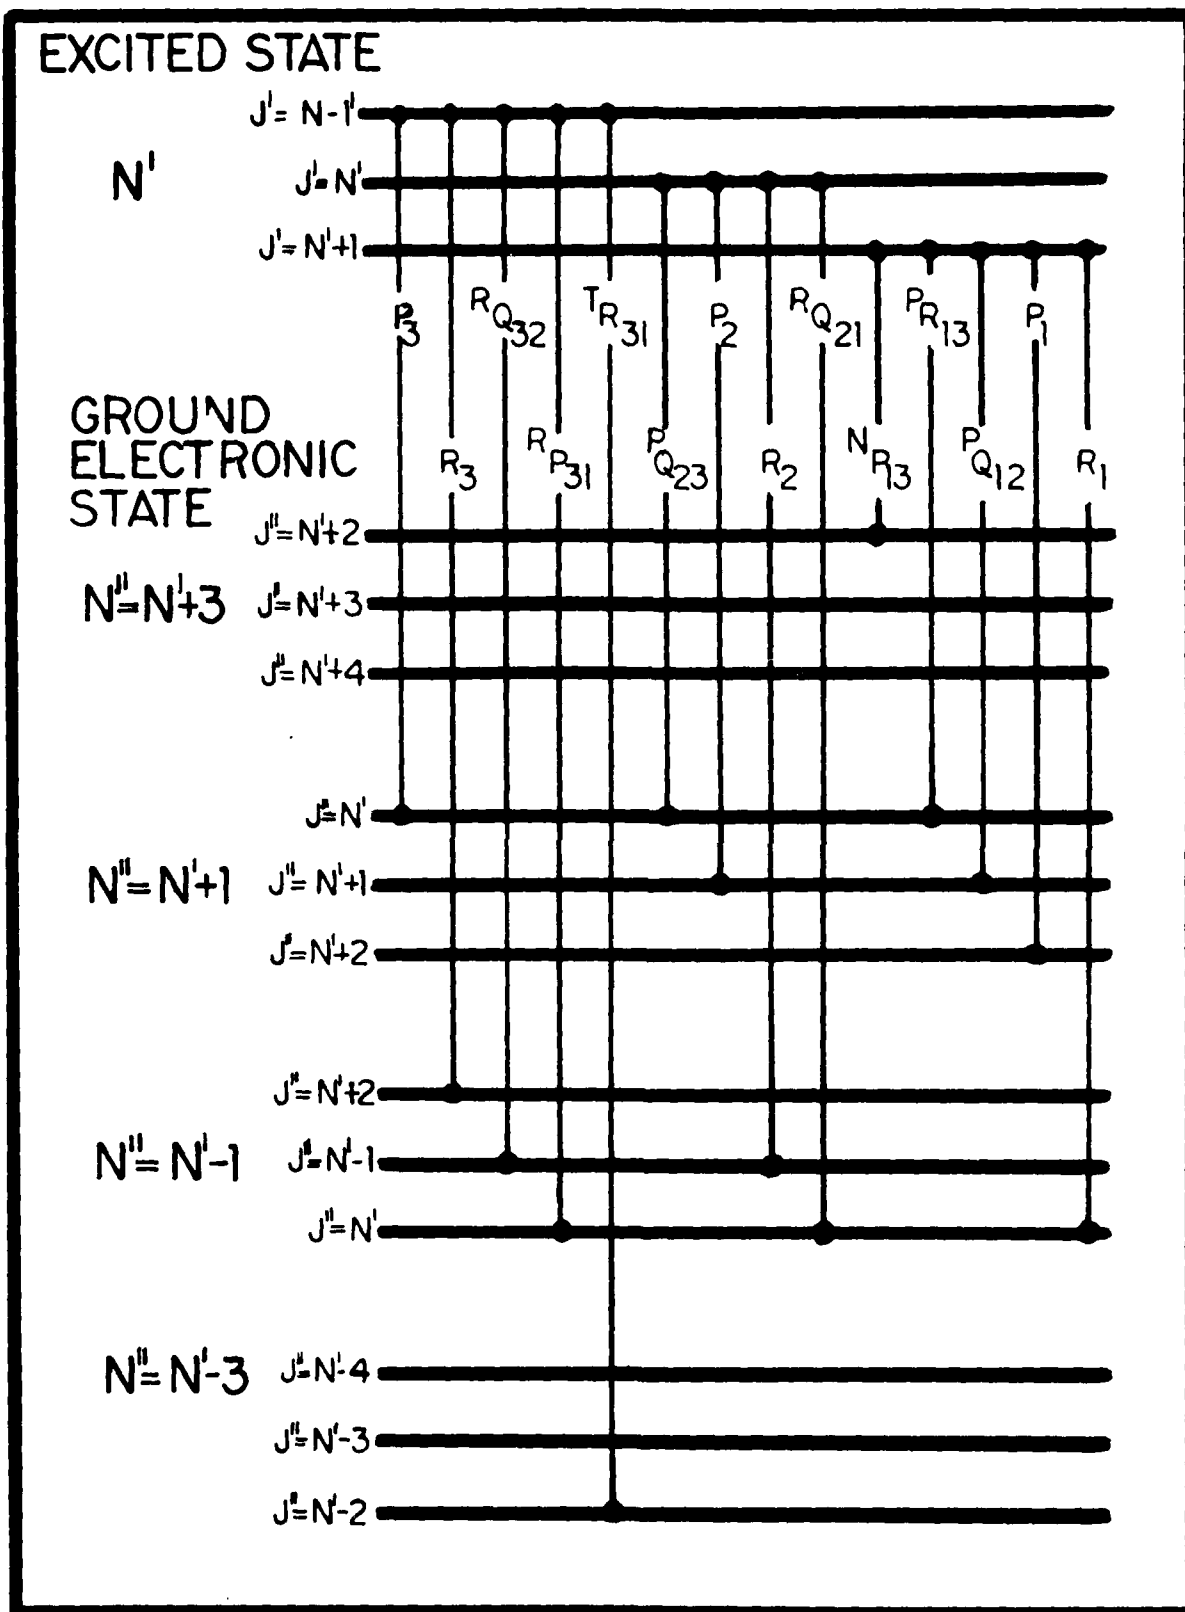 EXCITED STATE
J'= N-1'
N'
J'= N'
J'= N'+1
P3 RQ32 TR31 P2 RQ21 PR13 P1
GROUND
ELECTRONIC
STATE
R3 RP31 PQ23 R2 NP13 PQ12 R1
J"= N'+2
N"= N'+3
J"= N'+3
J"= N'+4
J"= N'
N"= N'+1
J"= N'+1
J"= N'+2
J"= N'+2
N"= N'-1
J"= N'-1
J"= N'
N"= N'-3
J"= N'-4
J"= N'-3
J"= N'-2